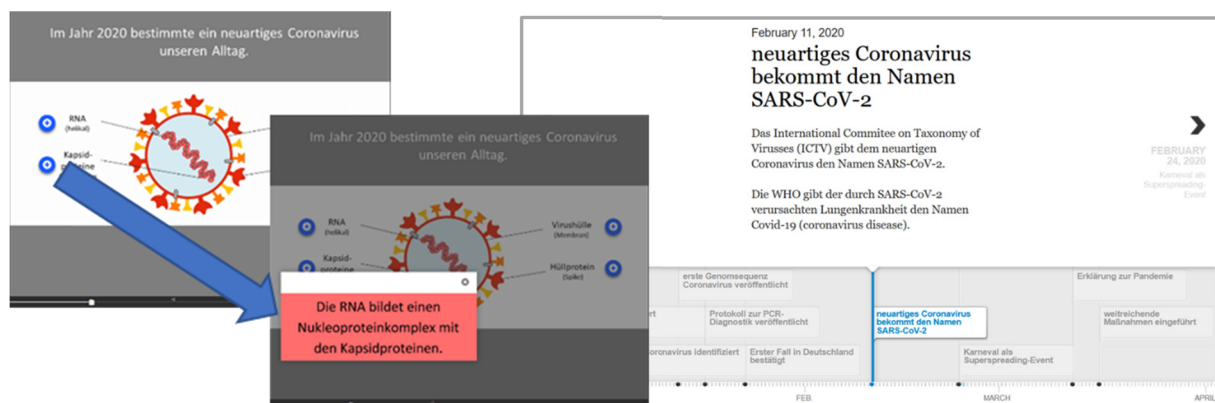 Im Jahr 2020 bestimmte ein neuartiges Coronavirus
unseren Alltag.
RNA
(helikal)
Kapsid-
proteine
Im Jahr 2020 bestimmte ein neuartiges Coronavirus
unseren Alltag.
RNA
(helikal)
Kapsid-
proteine
Virushülle
(Membran)
Hüllprotein
(Spike)
Die RNA bildet einen
Nukleoproteinkomplex mit
den Kapsidproteinen.
February 11, 2020
neuartiges Coronavirus
bekommt den Namen
SARS-CoV-2
Das International Commitee on Taxonomy of
Virusses (ICTV) gibt dem neuartigen
Coronavirus den Namen SARS-CoV-2.
Die WHO gibt der durch SARS-CoV-2
verursachten Lungenkrankheit den Namen
Covid-19 (coronavirus disease).
FEBRUARY
24, 2020
Karneval als
Superspreading-
Event
erste Genomsequenz
Coronavirus veröffentlicht
Erklärung zur Pandemie
Protokoll zur PCR-
Diagnostik veröffentlicht
neuartiges Coronavirus
bekommt den Namen
SARS-CoV-2
weitreichende
Maßnahmen eingeführt
Coronavirus identifiziert
Erster Fall in Deutschland
bestätigt
Karneval als
Superspreading-Event
FEB.
MARCH
APRIL